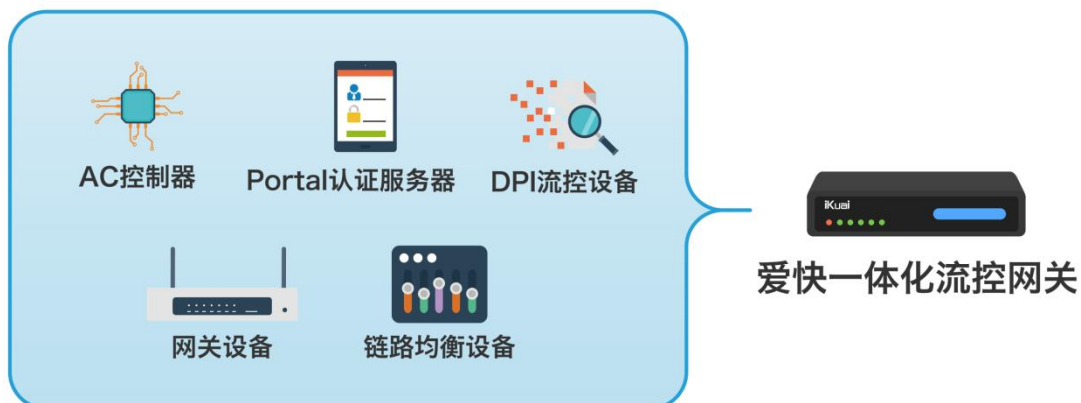 AC控制器
Portal认证服务器
DPI流控设备
网关设备
链路均衡设备
iKuai
爱快一体化流控网关